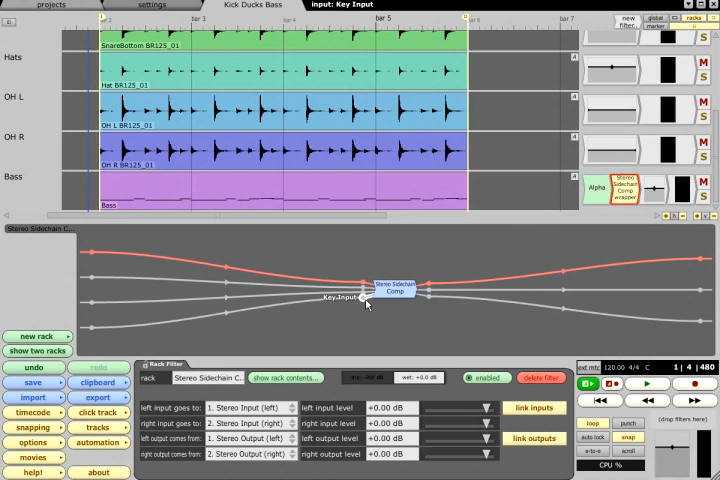 projects
settings
Kick Ducks Bass
input: Key Input
bar 3
bar 4
bar 5
bar 6
bar 7
new filter..
global
racks
marker
editor
SnareBottom BR125_01
Hats
Hat BR125_01
OH L
OH L BR125_01
OH R
OH R BR125_01
Bass
Bass
A
A
A
A
M
S
M
S
M
S
M
S
M
S
Alpha
Stereo Sidechain Comp wrapper
h
v
Stereo Sidechain C...
Stereo Sidechain
Comp
Key Input
new rack
show two racks
undo
redo
save
clipboard
import
export
timecode
click track
snapping
tracks
options
automation
movies
help!
about
Rack Filter
rack
Stereo Sidechain C...
show rack contents...
wet: +0.0 dB
enabled
delete filter
left input goes to:
1. Stereo Input (left)
left input level
+0.00 dB
link inputs
right input goes to:
2. Stereo Input (right)
right input level
+0.00 dB
left output comes from:
1. Stereo Output (left)
left output level
+0.00 dB
link outputs
right output comes from:
2. Stereo Output (right)
right output level
+0.00 dB
ext mtc
120.00
4/4
C
1 | 4 | 480
A
A
loop
punch
auto lock
snap
e-to-e
scroll
CPU %
(drop filters here)